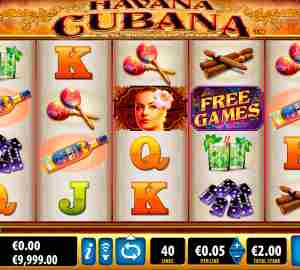 HAVANA
CUBANA
K
FREE
GAMES
Q
J
K
K
€0.00
€9,999.00
i
40
LINES
€0.05
PER LINE
€2.00
TOTAL STAKE